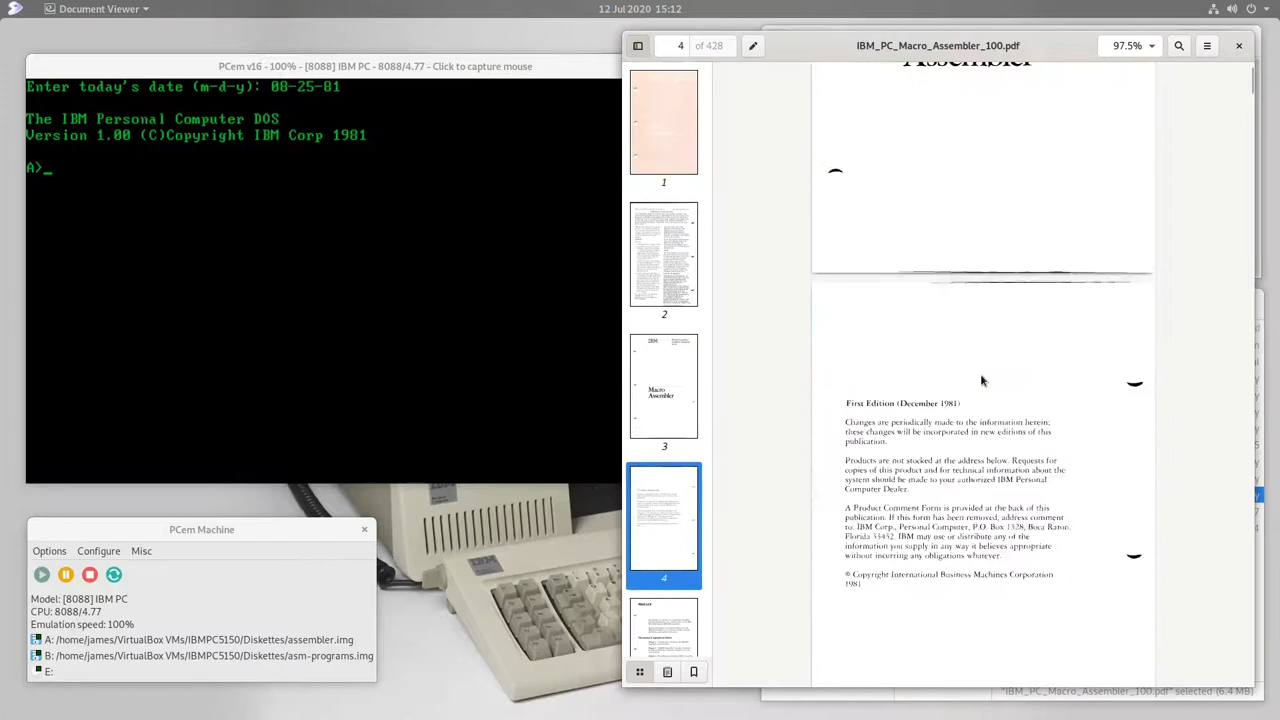 Document Viewer
12 Jul 2020 15:12
PCem v16 - 100% - [8088] IBM PC - 8088/4.77 - Click to capture mouse
Enter today's date (m-d-y): 08-25-81
The IBM Personal Computer DOS
Version 1.00 (C)Copyright IBM Corp 1981
A>_
PCem Machine
Options Configure Misc
Model: [8088] IBM PC
CPU: 8088/4.77
Emulation speed: 100%
A: /home/james/VirtualBox VMs/IBMPC5150/Diskettes/assembler.img
B: /home/james/VirtualBox VMs/IBMPC5150/Diskettes/asm-programs.img
E:
4 of 428
IBM_PC_Macro_Assembler_100.pdf
97.5%
1
2
IBM
Macro
Assembler
3
4
Assembler
First Edition (December 1981)
Changes are periodically made to the information herein;
these changes will be incorporated in new editions of this
publication.
Products are not stocked at the address below. Requests for
copies of this product and for technical information about the
system should be made to your authorized IBM Personal
Computer Dealer.
A Product Comment Form is provided at the back of this
publication. If this form has been removed, address comment
to: IBM Corp., Personal Computer, P.O. Box 1328, Boca Raton,
Florida 33432. IBM may use or distribute any of the
information you supply in any way it believes appropriate
without incurring any obligations whatever.
© Copyright International Business Machines Corporation
1981
"IBM_PC_Macro_Assembler_100.pdf" selected (6.4 MB)